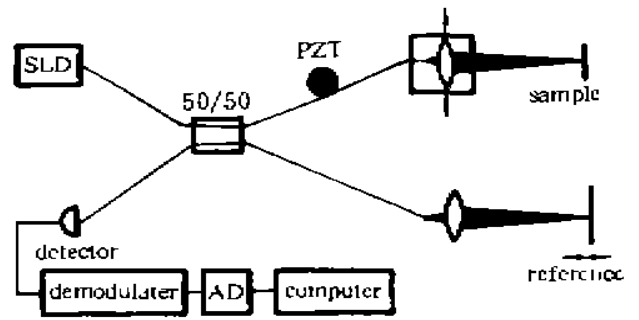 SLD
PZT
50/50
sample
detector
reference
demodulater
AD
computer